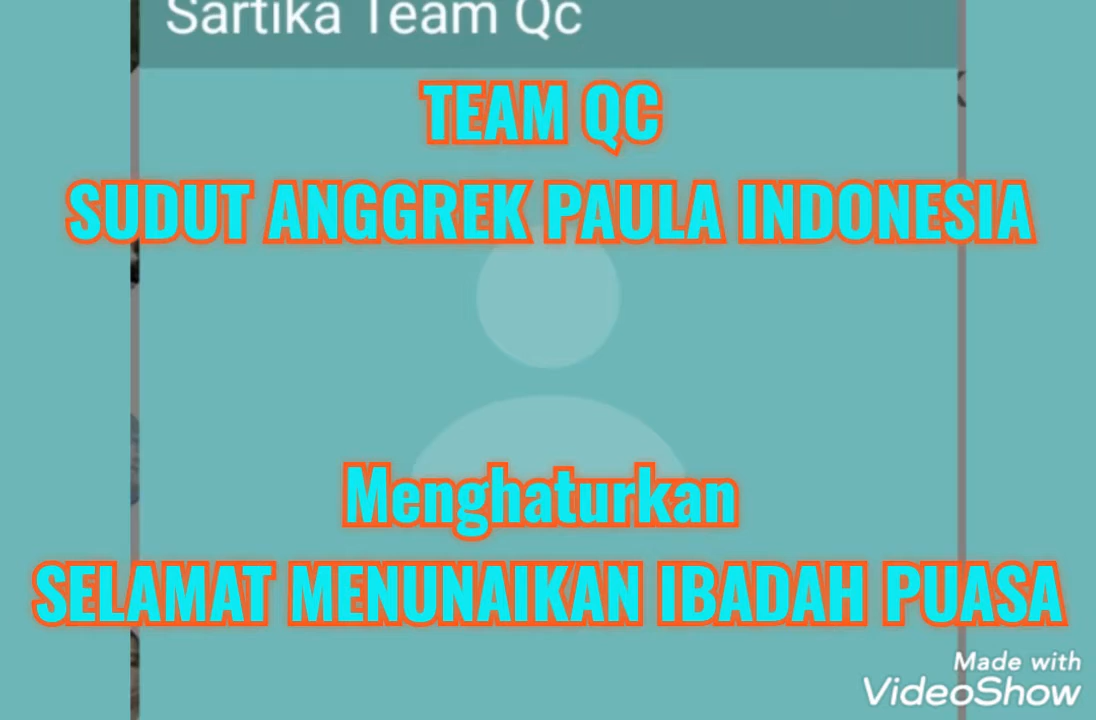 Sartika Team Qc
TEAM QC
SUDUT ANGGREK PAULA INDONESIA
Menghaturkan
SELAMAT MENUNAIKAN IBADAH PUASA
Made with
VideoShow